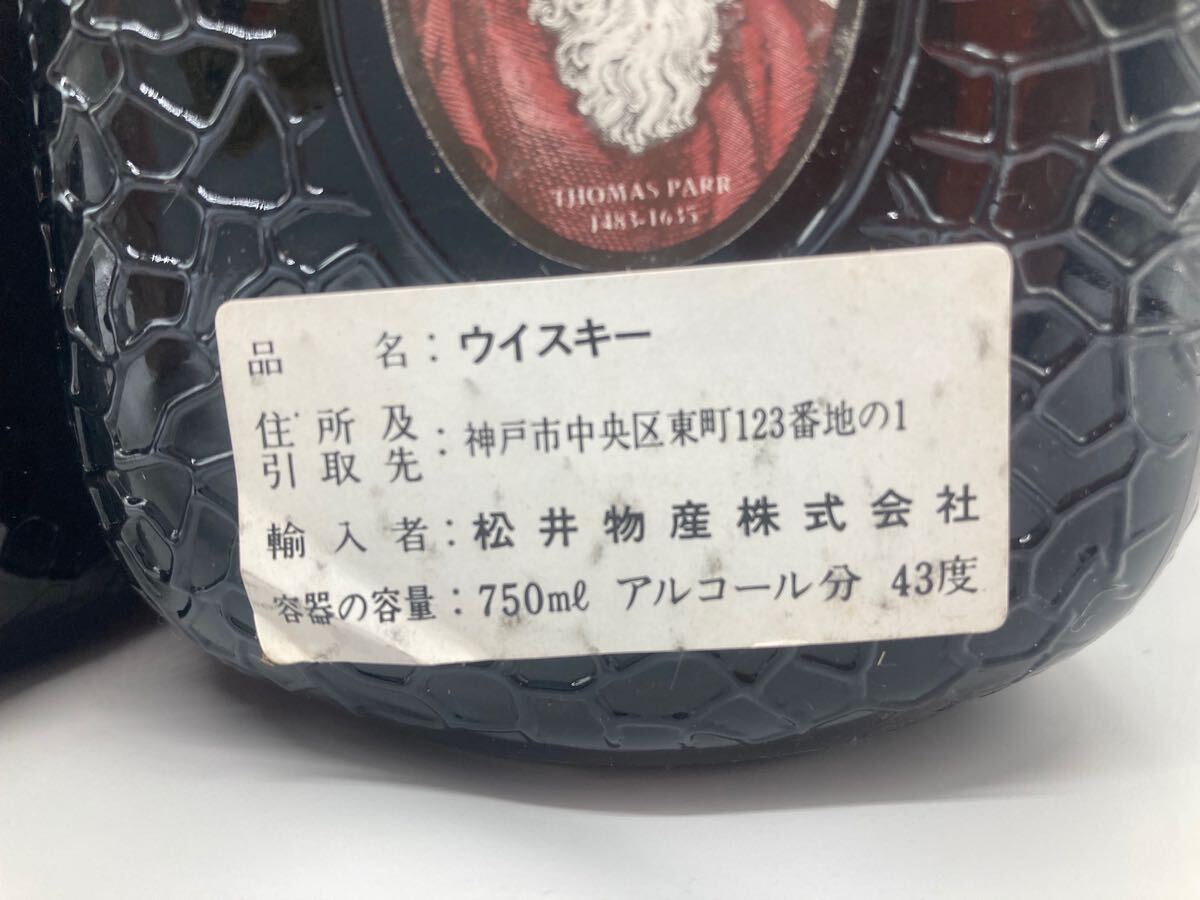 THOMAS PARR
1483-1635
品 名：ウイスキー
住所及
引取先：神戸市中央区東町123番地の1
輸入者：松井物産株式会社
容器の容量：750mℓ アルコール分 43度